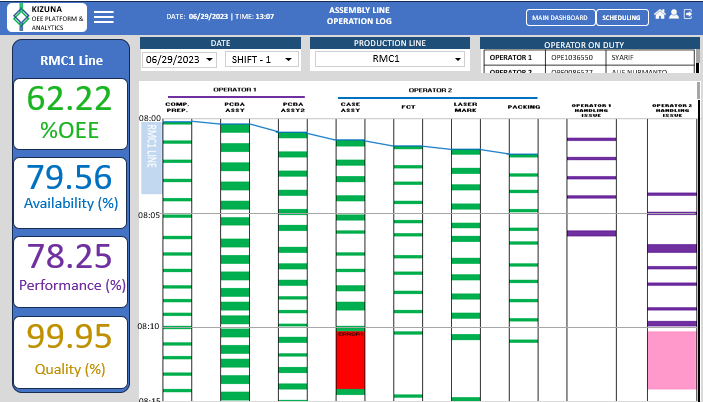 KIZUNA
OEE PLATFORM &
ANALYTICS
DATE: 06/29/2023 | TIME: 13:07
ASSEMBLY LINE
OPERATION LOG
MAIN DASHBOARD
SCHEDULING
RMC1 Line
62.22
%OEE
79.56
Availability (%)
78.25
Performance (%)
99.95
Quality (%)
DATE
06/29/2023
SHIFT - 1
PRODUCTION LINE
RMC1
OPERATOR ON DUTY
OPERATOR 1 OPE1036550 SYARIF
OPERATOR 2
OPERATOR 1
OPERATOR 2
COMP. PREP.
PCBA ASSY
PCBA ASSY2
CASE ASSY
FCT
LASER MARK
PACKING
OPERATOR 1 HANDLING ISSUE
OPERATOR 2 HANDLING ISSUE
RMC1 LINE
08:00
08:05
08:10
08:15